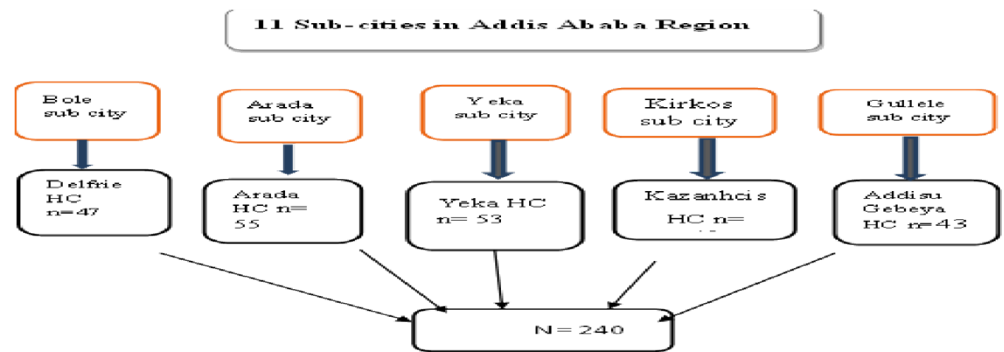 11 Sub-cities in Addis Ababa Region
Bole
sub city
Arada
sub city
Yeka
sub city
Kirkos
sub city
Gullele
sub city
Delfrie
HC
n=47
Arada
HC n=
55
Yeka HC
n= 53
Kazanhcis
HC n=
Addisu
Gebeya
HC n=43
N= 240